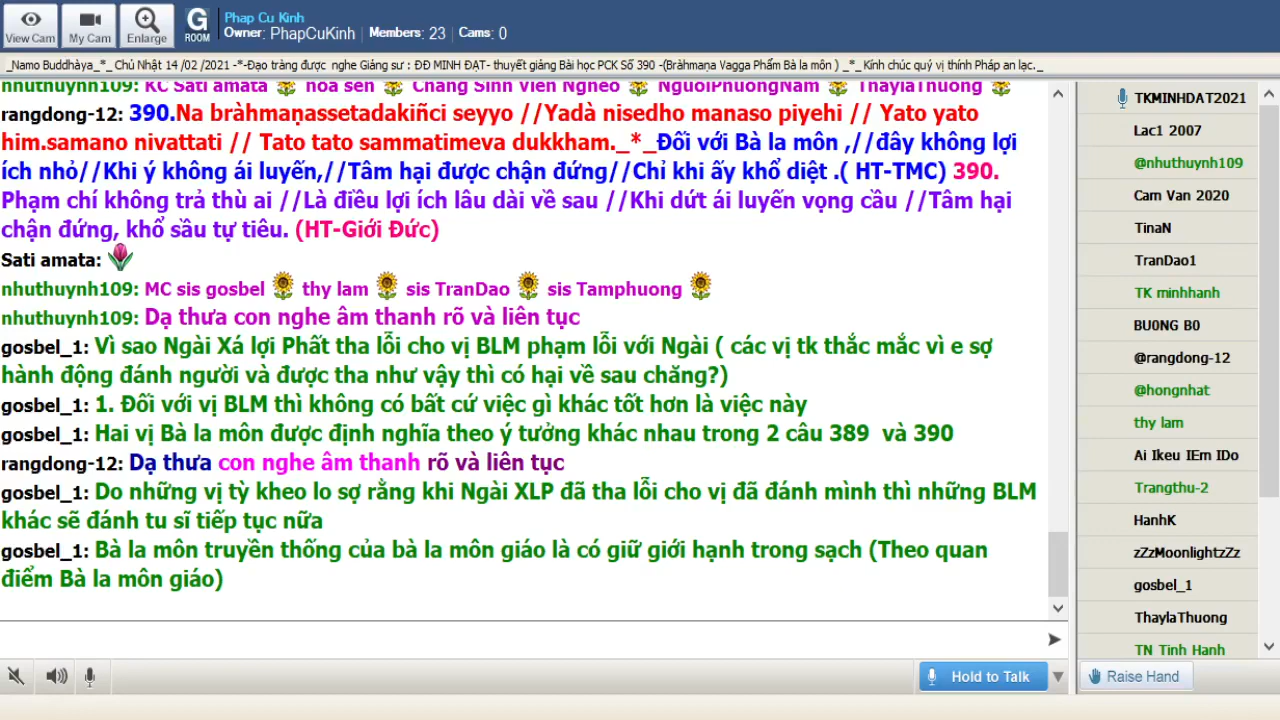 View Cam
My Cam
Enlarge
G
ROOM
Phap Cu Kinh
Owner: PhapCuKinh | Members: 23 | Cams: 0
_Namo Buddhàya_*_ Chủ Nhật 14 /02 /2021 -*-Đạo tràng được nghe Giảng sư : ĐĐ MINH ĐẠT- thuyết giảng Bài học PCK Số 390 -(Bràhmaṇa Vagga Phẩm Bà la môn ) _*_ Kính chúc quý vị thính Pháp an lạc._
nhuthuynh109: KC Sati amata hoa sen Chang Sinh Vien Ngheo NguoiPhuongNam ThaylaThuong
rangdong-12: 390.Na bràhmaṇassetadakiñci seyyo //Yadà nisedho manaso piyehi // Yato yato
him.samano nivattati // Tato tato sammatimeva dukkham._*_Đối với Bà la môn ,//đây không lợi
ích nhỏ//Khi ý không ái luyến,//Tâm hại được chận đứng//Chỉ khi ấy khổ diệt .( HT-TMC) 390.
Phạm chí không trả thù ai //Là điều lợi ích lâu dài về sau //Khi dứt ái luyến vọng cầu //Tâm hại
chận đứng, khổ sầu tự tiêu. (HT-Giới Đức)
Sati amata:
nhuthuynh109: MC sis gosbel thy lam sis TranDao sis Tamphuong
nhuthuynh109: Dạ thưa con nghe âm thanh rõ và liên tục
gosbel_1: Vì sao Ngài Xá lợi Phất tha lỗi cho vị BLM phạm lỗi với Ngài ( các vị tk thắc mắc vì e sợ
hành động đánh người và được tha như vậy thì có hại về sau chăng?)
gosbel_1: 1. Đối với vị BLM thì không có bất cứ việc gì khác tốt hơn là việc này
gosbel_1: Hai vị Bà la môn được định nghĩa theo ý tưởng khác nhau trong 2 câu 389 và 390
rangdong-12: Dạ thưa con nghe âm thanh rõ và liên tục
gosbel_1: Do những vị tỳ kheo lo sợ rằng khi Ngài XLP đã tha lỗi cho vị đã đánh mình thì những BLM
khác sẽ đánh tu sĩ tiếp tục nữa
gosbel_1: Bà la môn truyền thống của bà la môn giáo là có giữ giới hạnh trong sạch (Theo quan
điểm Bà la môn giáo)
Hold to Talk
TKMINHDAT2021
Lac1 2007
@nhuthuynh109
Cam Van 2020
TinaN
TranDao1
TK minhhanh
BU0NG B0
@rangdong-12
@hongnhat
thy lam
Ai Ikeu IEm IDo
Trangthu-2
HanhK
zZzMoonlightzZz
gosbel_1
ThaylaThuong
TN Tinh Hanh
Raise Hand